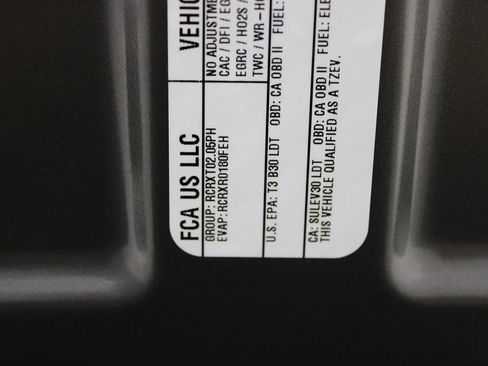 FCA US LLC
GROUP: RCRXT02.05PH
EVAP: RCRXR0180FEH
VEHIC
NO ADJUSTME
CAC / DFI / EG
EGRC / HO2S /
TWC / WR-H
U.S. EPA: T3 B30 LDT OBD: CA OBD II FUEL:
CA: SULEV30 LDT OBD: CA OBD II FUEL: ELE
THIS VEHICLE QUALIFIED AS A TZEV.